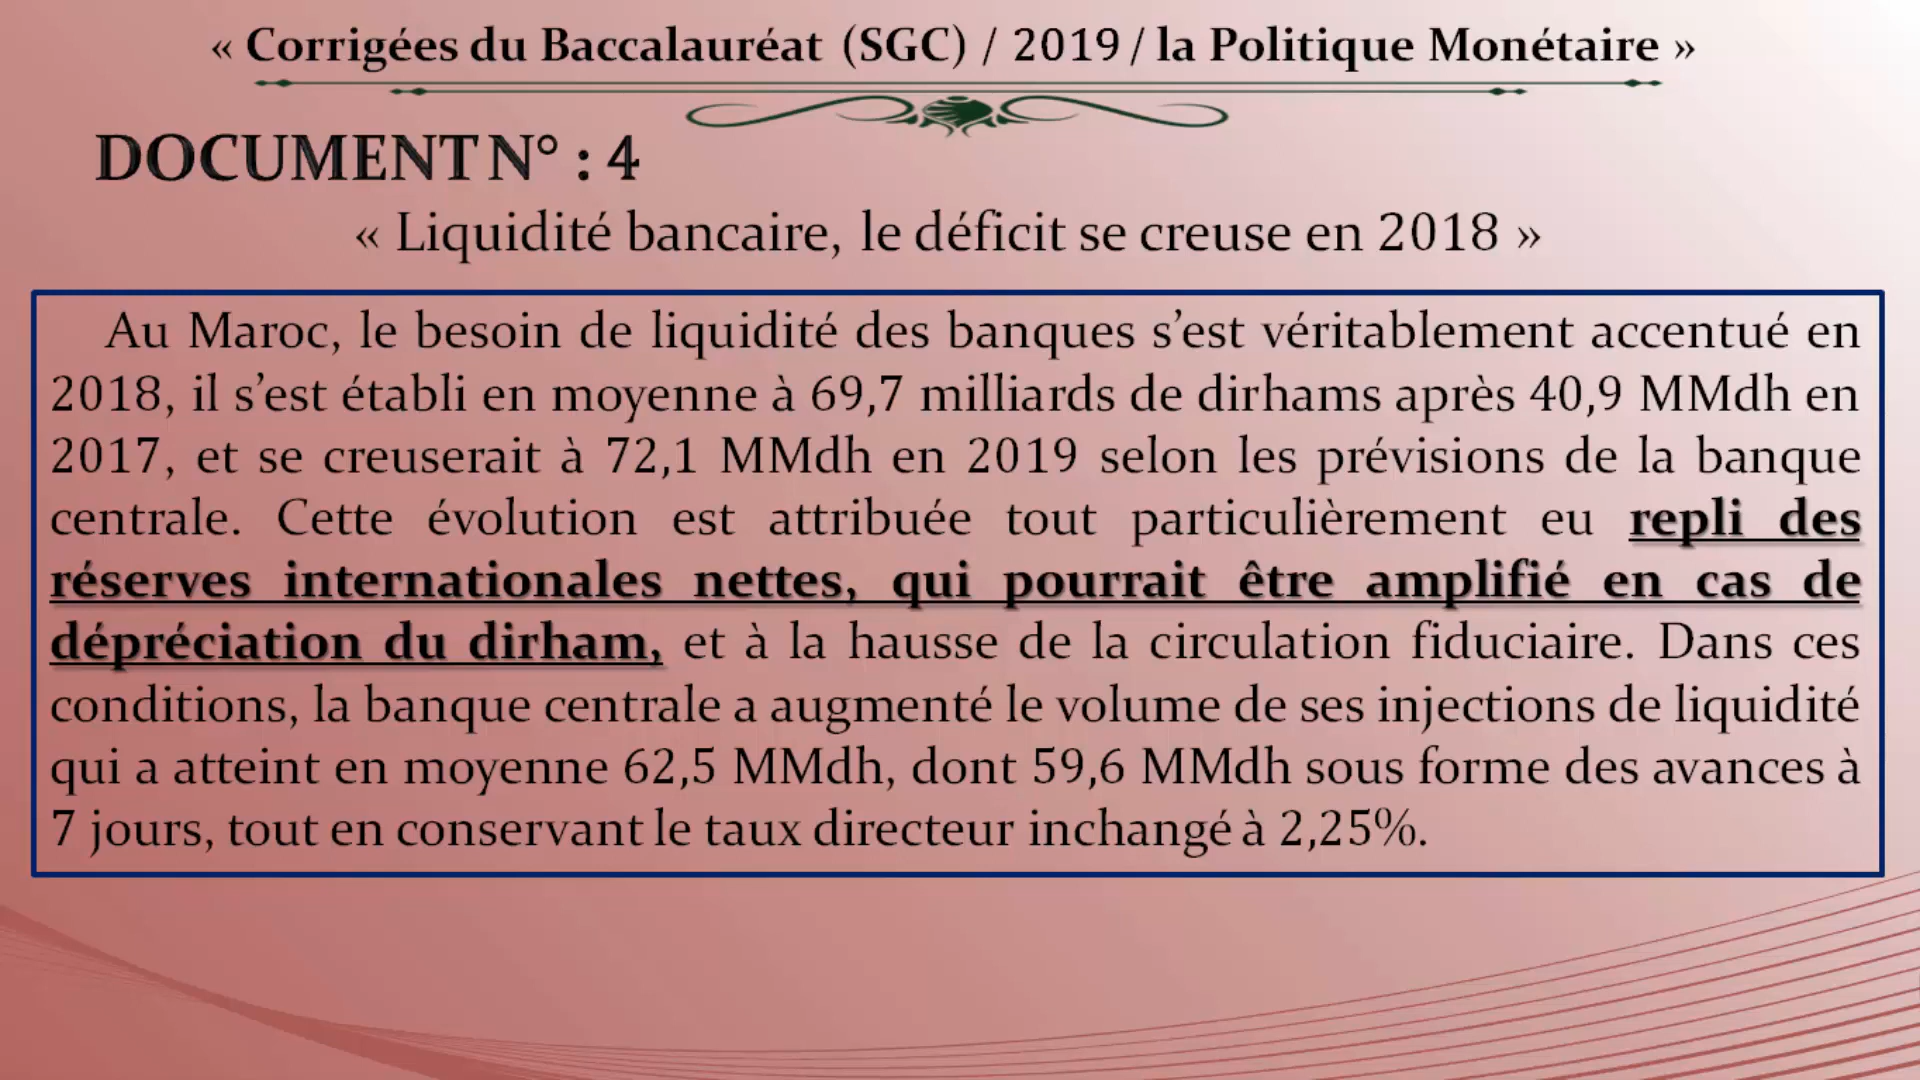 « Corrigées du Baccalauréat (SGC) / 2019 / la Politique Monétaire »
DOCUMENT N° : 4
« Liquidité bancaire, le déficit se creuse en 2018 »
Au Maroc, le besoin de liquidité des banques s’est véritablement accentué en
2018, il s’est établi en moyenne à 69,7 milliards de dirhams après 40,9 MMdh en
2017, et se creuserait à 72,1 MMdh en 2019 selon les prévisions de la banque
centrale. Cette évolution est attribuée tout particulièrement eu repli des
réserves internationales nettes, qui pourrait être amplifié en cas de
dépréciation du dirham, et à la hausse de la circulation fiduciaire. Dans ces
conditions, la banque centrale a augmenté le volume de ses injections de liquidité
qui a atteint en moyenne 62,5 MMdh, dont 59,6 MMdh sous forme des avances à
7 jours, tout en conservant le taux directeur inchangé à 2,25%.